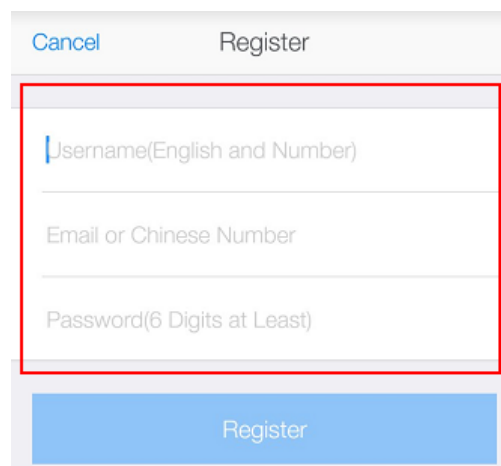 Cancel Register
Username(English and Number)
Email or Chinese Number
Password(6 Digits at Least)
Register